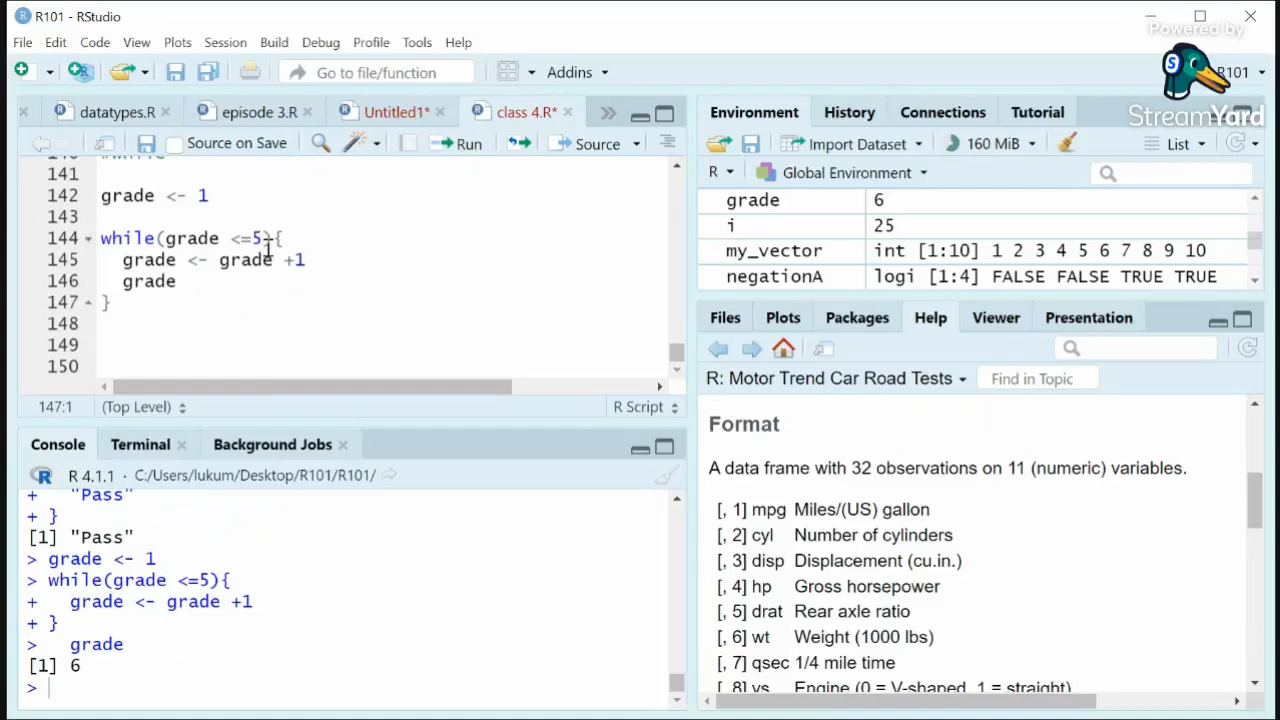 R101 - RStudio
Powered by
StreamYard
File Edit Code View Plots Session Build Debug Profile Tools Help
Go to file/function Addins R101
datatypes.R episode 3.R Untitled1* class 4.R*
Source on Save Run Source
141
142 grade <- 1
143
144 while(grade <=5){
145 grade <- grade +1
146 grade
147 }
148
149
150
147:1 (Top Level) R Script
Console Terminal Background Jobs
R 4.1.1 · C:/Users/lukum/Desktop/R101/R101/
+ "Pass"
+ }
[1] "Pass"
> grade <- 1
> while(grade <=5){
+ grade <- grade +1
+ }
> grade
[1] 6
>
Environment History Connections Tutorial
Import Dataset 160 MiB List
R Global Environment
grade 6
i 25
my_vector int [1:10] 1 2 3 4 5 6 7 8 9 10
negationA logi [1:4] FALSE FALSE TRUE TRUE
Files Plots Packages Help Viewer Presentation
R: Motor Trend Car Road Tests Find in Topic
Format
A data frame with 32 observations on 11 (numeric) variables.
[, 1] mpg Miles/(US) gallon
[, 2] cyl Number of cylinders
[, 3] disp Displacement (cu.in.)
[, 4] hp Gross horsepower
[, 5] drat Rear axle ratio
[, 6] wt Weight (1000 lbs)
[, 7] qsec 1/4 mile time
[, 8] vs Engine (0 = V-shaped, 1 = straight)